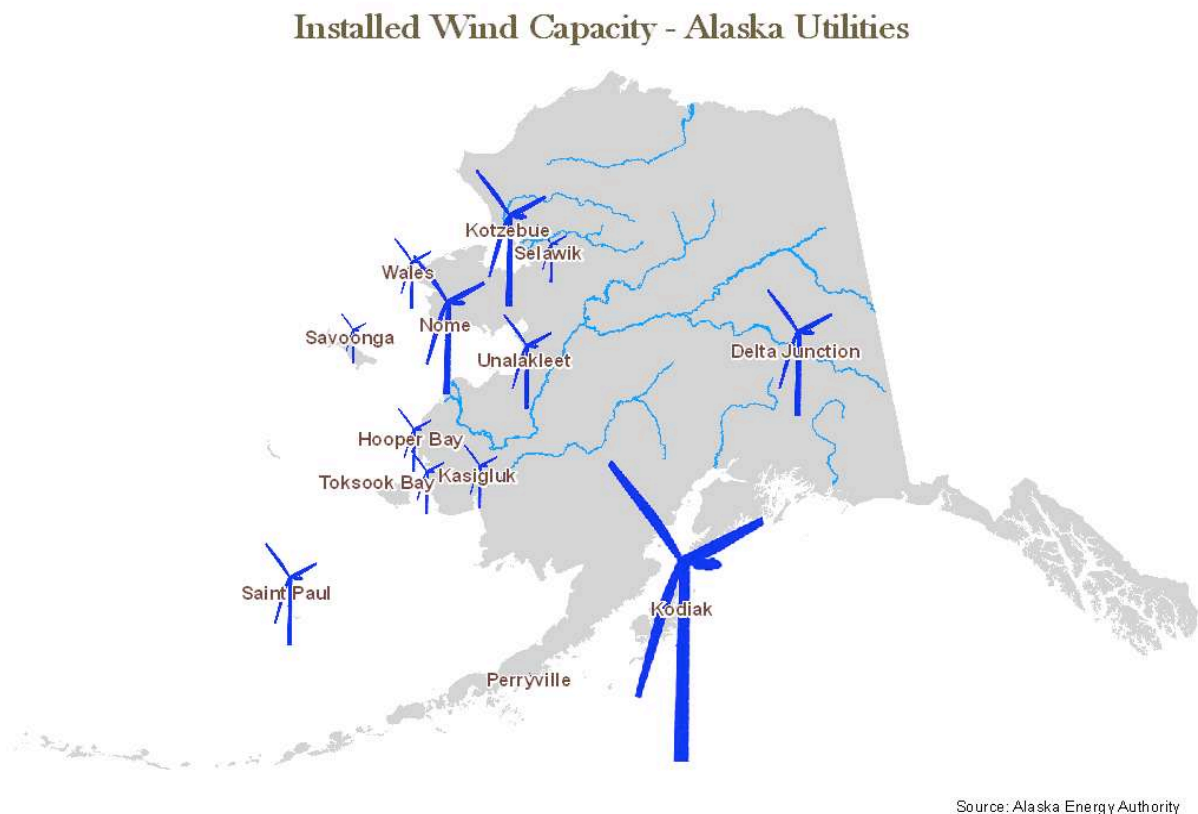 Installed Wind Capacity - Alaska Utilities
Kotzebue
Selawik
Wales
Nome
Savoonga
Unalakleet
Delta Junction
Hooper Bay
Toksook Bay
Kasigluk
Saint Paul
Kodiak
Perryville
Source: Alaska Energy Authority